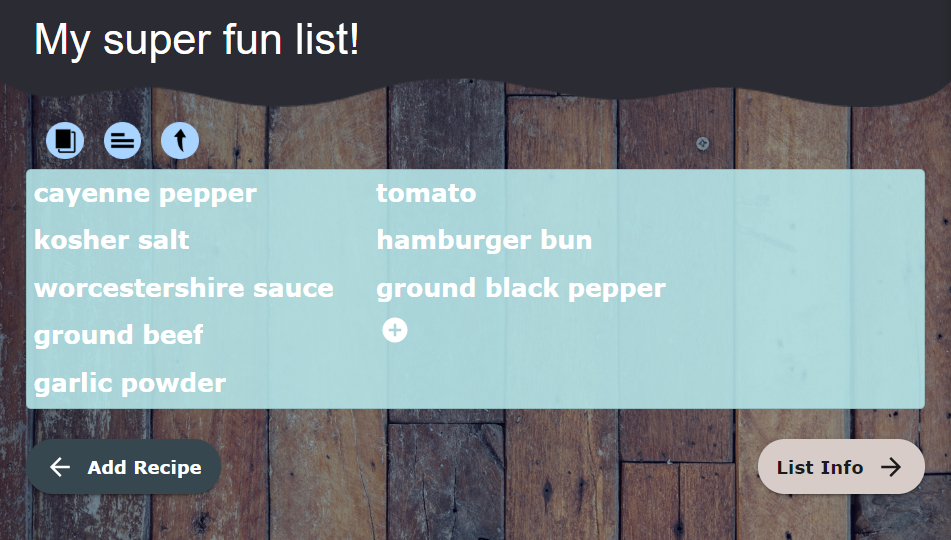 My super fun list!
cayenne pepper
kosher salt
worcestershire sauce
ground beef
garlic powder
tomato
hamburger bun
ground black pepper
Add Recipe
List Info